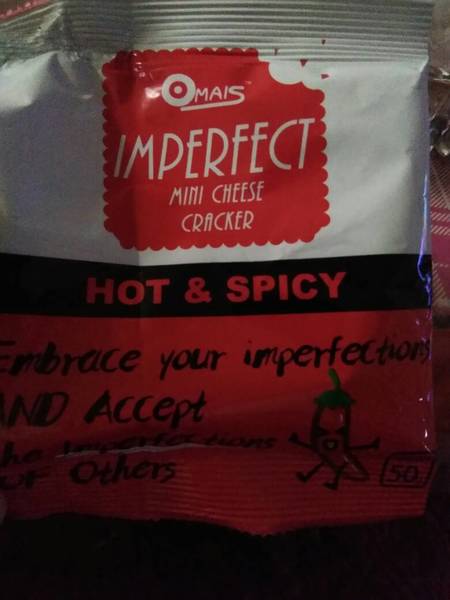 OMAIS
IMPERFECT
MINI CHEESE
CRACKER
HOT & SPICY
Embrace your imperfections
AND Accept
the Imperfections
OF Others
50